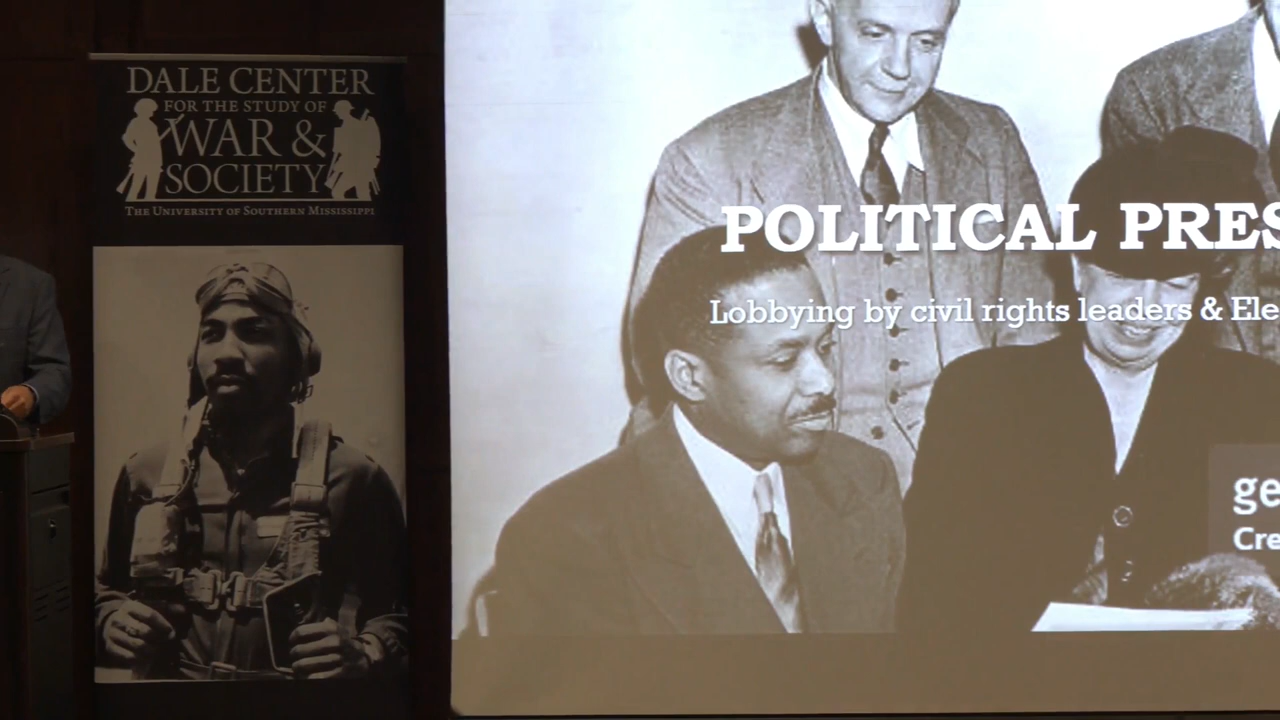 DALE CENTER
FOR THE STUDY OF
WAR &
SOCIETY
THE UNIVERSITY OF SOUTHERN MISSISSIPPI
POLITICAL PRES
Lobbying by civil rights leaders & Ele
ge
Cre